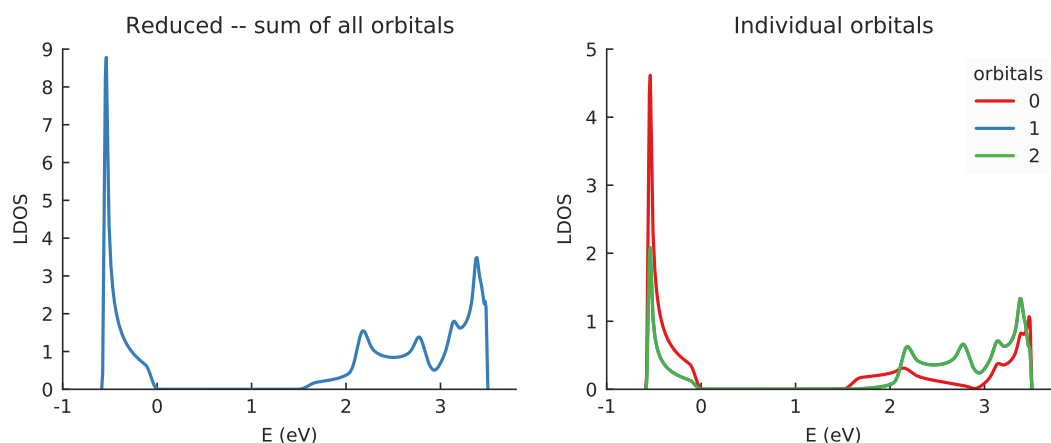 Reduced -- sum of all orbitals
9
8
7
6
5
4
3
2
1
0
LDOS
-1 0 1 2 3
E (eV)
Individual orbitals
5
4
3
2
1
0
LDOS
-1 0 1 2 3
E (eV)
orbitals
0
1
2